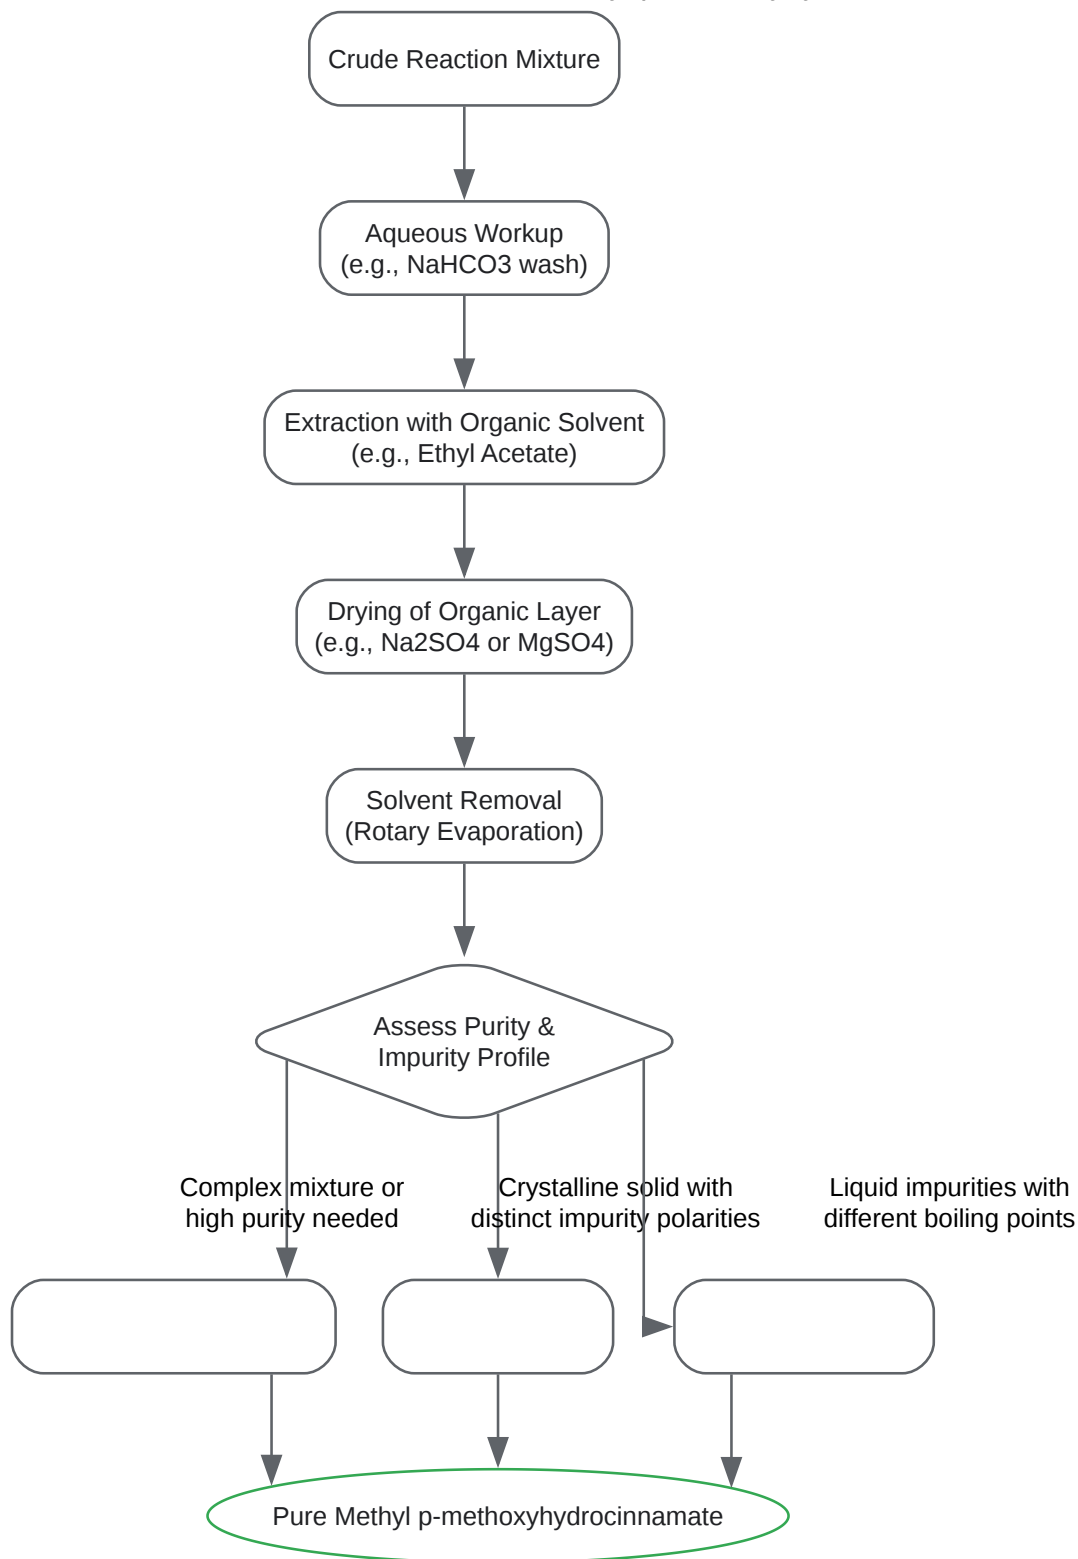 Crude Reaction Mixture
Aqueous Workup
(e.g., NaHCO3 wash)
Extraction with Organic Solvent
(e.g., Ethyl Acetate)
Drying of Organic Layer
(e.g., Na2SO4 or MgSO4)
Solvent Removal
(Rotary Evaporation)
Assess Purity &
Impurity Profile
Complex mixture or
high purity needed
Crystalline solid with
distinct impurity polarities
Liquid impurities with
different boiling points
Pure Methyl p-methoxyhydrocinnamate